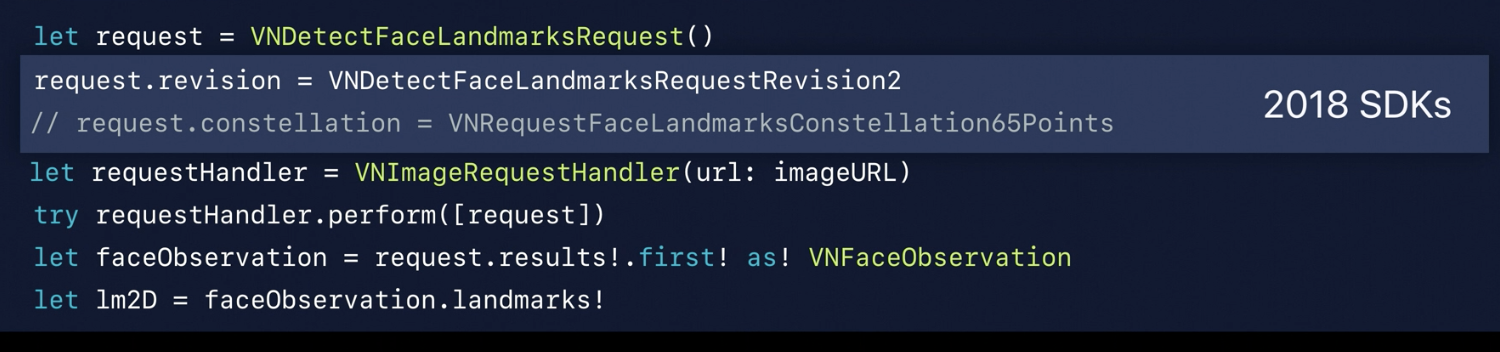 let request = VNDetectFaceLandmarksRequest()
request.revision = VNDetectFaceLandmarksRequestRevision2
// request.constellation = VNRequestFaceLandmarksConstellation65Points
2018 SDKs
let requestHandler = VNImageRequestHandler(url: imageURL)
try requestHandler.perform([request])
let faceObservation = request.results!.first! as! VNFaceObservation
let lm2D = faceObservation.landmarks!